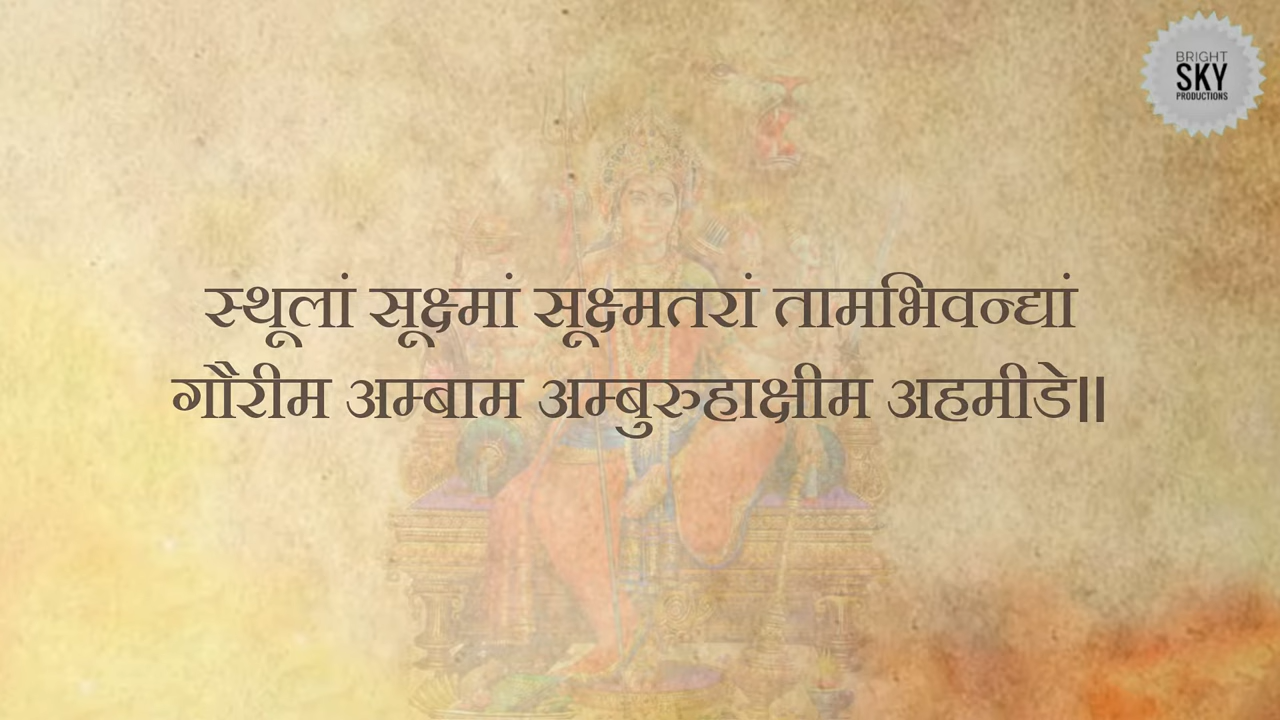 स्थूलां सूक्ष्मां सूक्ष्मतरां तामभिवन्द्यां
गौरीम अम्बाम अम्बुरुहाक्षीम अहमीडे॥
BRIGHT
SKY
PRODUCTIONS